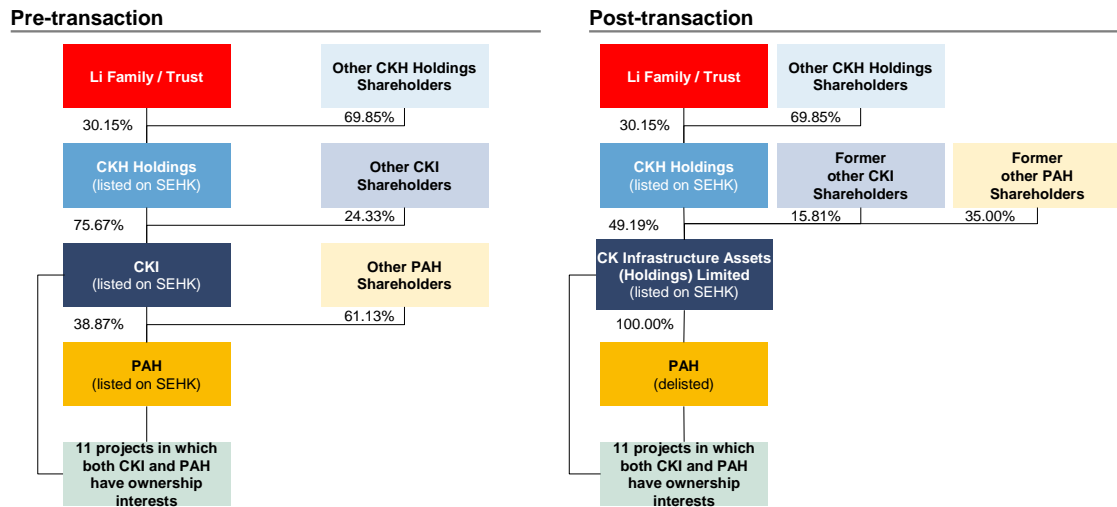 Pre-transaction
Li Family / Trust
Other CKH Holdings
Shareholders
30.15%
69.85%
CKH Holdings
(listed on SEHK)
Other CKI
Shareholders
75.67%
24.33%
CKI
(listed on SEHK)
Other PAH
Shareholders
38.87%
61.13%
PAH
(listed on SEHK)
11 projects in which
both CKI and PAH
have ownership
interests
Post-transaction
Li Family / Trust
Other CKH Holdings
Shareholders
30.15%
69.85%
CKH Holdings
(listed on SEHK)
Former
other CKI
Shareholders
Former
other PAH
Shareholders
49.19%
15.81%
35.00%
CK Infrastructure Assets
(Holdings) Limited
(listed on SEHK)
100.00%
PAH
(delisted)
11 projects in which
both CKI and PAH
have ownership
interests